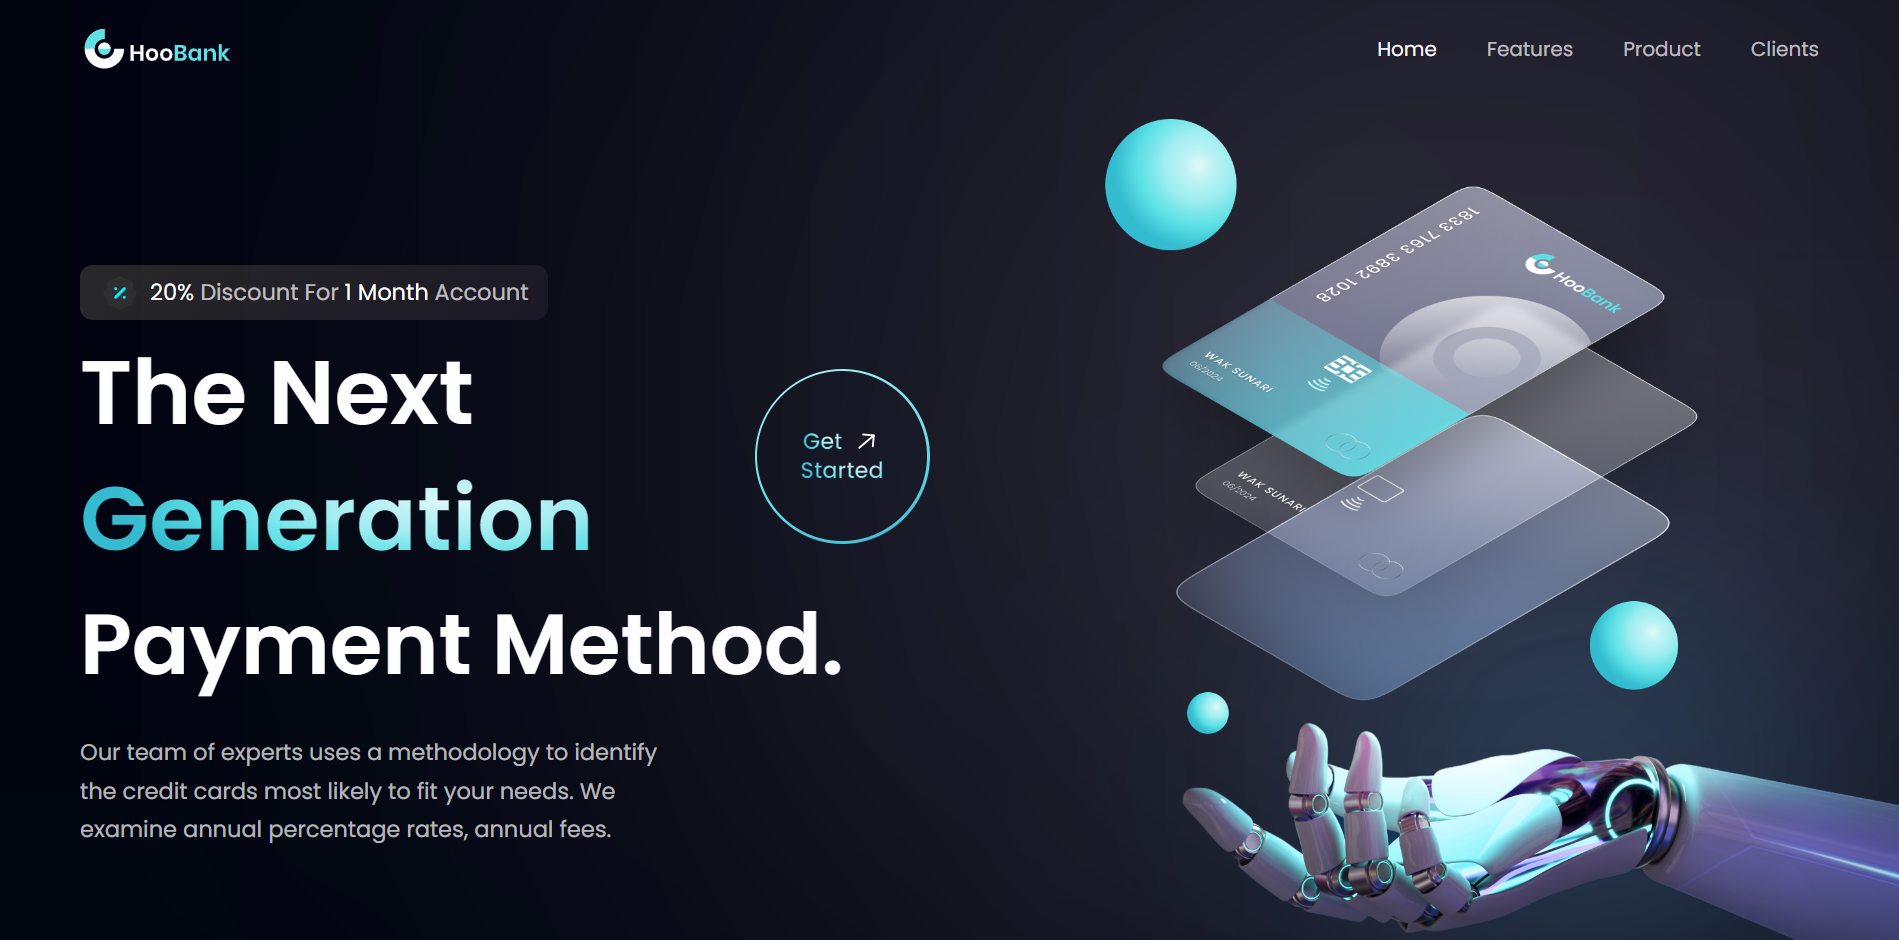 HooBank
Home Features Product Clients
20% Discount For 1 Month Account
The Next
Generation
Payment Method.
Get
Started
Our team of experts uses a methodology to identify
the credit cards most likely to fit your needs. We
examine annual percentage rates, annual fees.
1833 7163 3892 1028
HooBank
WAK SUNARI
06/2024
WAK SUNARI
06/2024